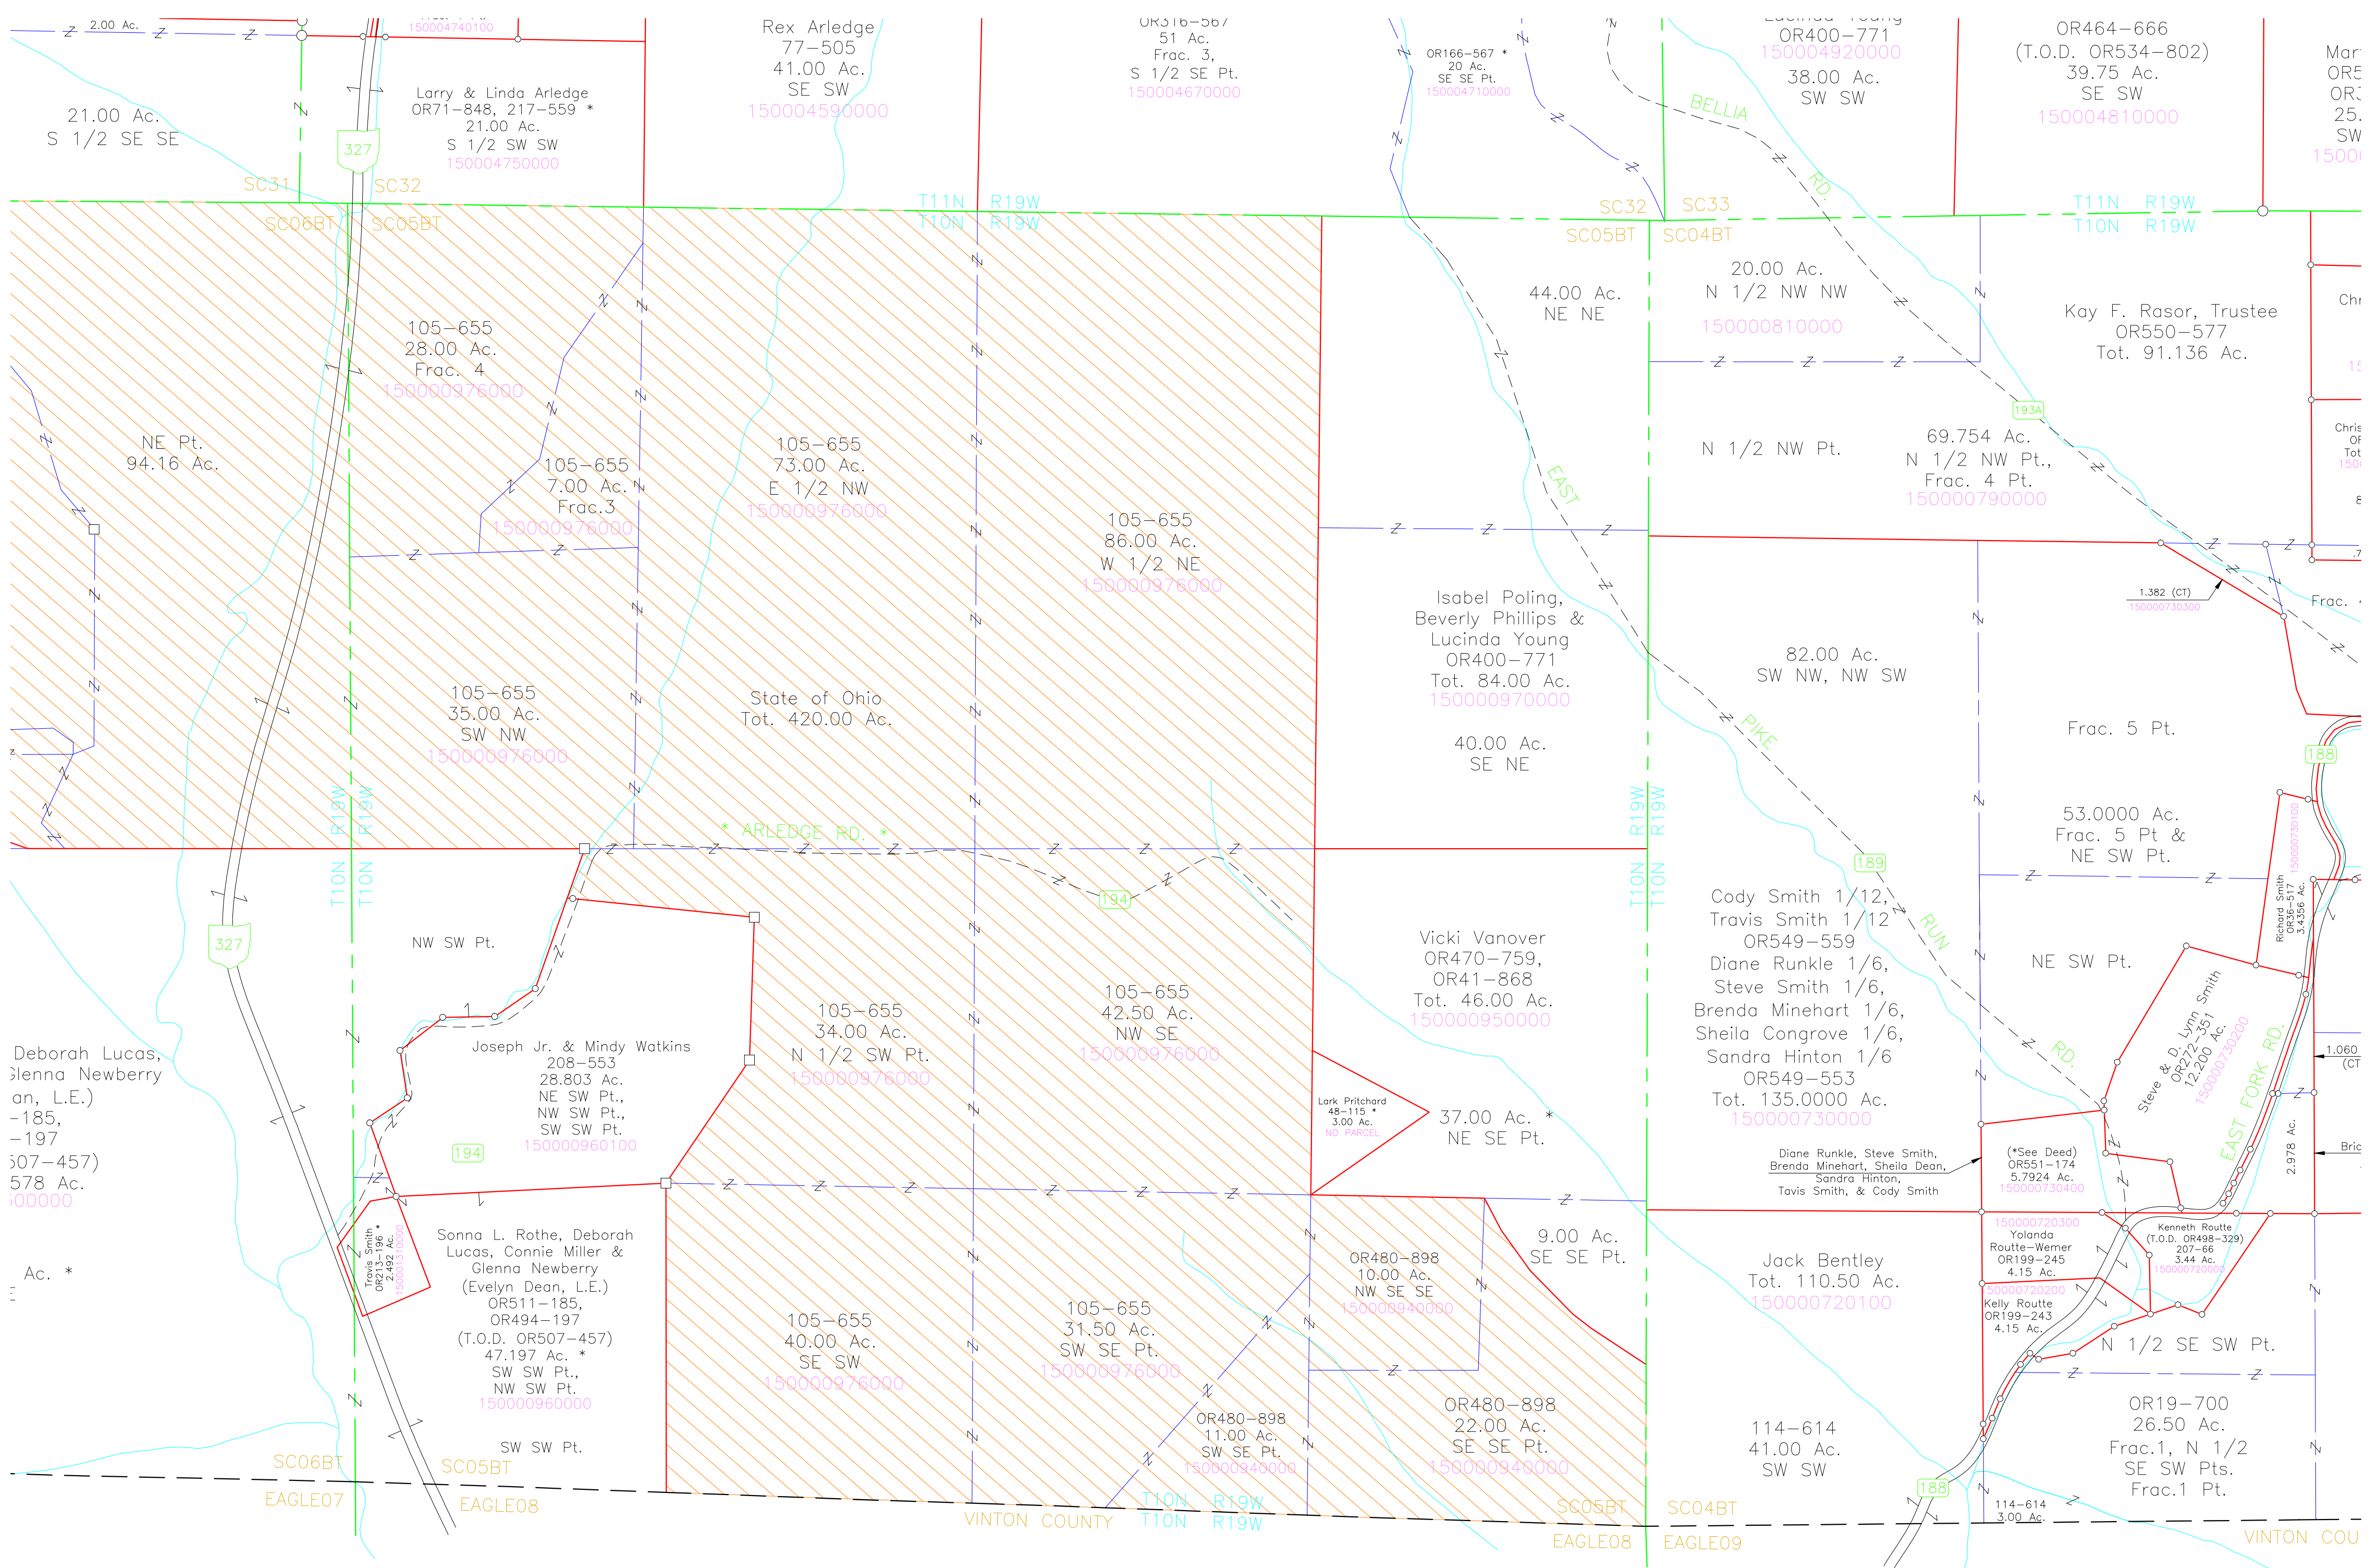 2.00 Ac.
150004740100
21.00 Ac.
S 1/2 SE SE
Larry & Linda Arledge
OR71-848, 217-559 *
21.00 Ac.
S 1/2 SW SW
150004750000
327
Rex Arledge
77-505
41.00 Ac.
SE SW
150004590000
OR316-567
51 Ac.
Frac. 3,
S 1/2 SE Pt.
150004670000
OR166-567 *
20 Ac.
SE SE Pt.
150004710000
Lucinda Young
OR400-771
150004920000
38.00 Ac.
SW SW
OR464-666
(T.O.D. OR534-802)
39.75 Ac.
SE SW
150004810000
BELLIA
RD.
SC31
SC32
SC06BT
SC05BT
T11N R19W
T10N R19W
SC32
SC33
SC05BT
SC04BT
T11N R19W
T10N R19W
NE Pt.
94.16 Ac.
105-655
28.00 Ac.
Frac. 4
150000976000
105-655
7.00 Ac.
Frac.3
150000976000
105-655
73.00 Ac.
E 1/2 NW
150000976000
105-655
86.00 Ac.
W 1/2 NE
150000976000
44.00 Ac.
NE NE
20.00 Ac.
N 1/2 NW NW
150000810000
Kay F. Rasor, Trustee
OR550-577
Tot. 91.136 Ac.
193A
N 1/2 NW Pt.
69.754 Ac.
N 1/2 NW Pt.,
Frac. 4 Pt.
150000790000
EAST
PIKE
RUN
RD.
1.382 (CT)
150000730300
105-655
35.00 Ac.
SW NW
150000976000
State of Ohio
Tot. 420.00 Ac.
Isabel Poling,
Beverly Phillips &
Lucinda Young
OR400-771
Tot. 84.00 Ac.
150000970000
40.00 Ac.
SE NE
82.00 Ac.
SW NW, NW SW
Frac. 5 Pt.
188
53.0000 Ac.
Frac. 5 Pt &
NE SW Pt.
150000730100
Richard Smith
OR36-517
3.4356 Ac.
T10N R19W
T10N R19W
* ARLEDGE RD. *
194
T10N R19W
T10N R19W
189
327
NW SW Pt.
Joseph Jr. & Mindy Watkins
208-553
28.803 Ac.
NE SW Pt.,
NW SW Pt.,
SW SW Pt.
150000960100
194
105-655
34.00 Ac.
N 1/2 SW Pt.
150000976000
105-655
42.50 Ac.
NW SE
150000976000
Vicki Vanover
OR470-759,
OR41-868
Tot. 46.00 Ac.
150000950000
Lark Pritchard
48-115 *
3.00 Ac.
NO PARCEL
37.00 Ac. *
NE SE Pt.
Cody Smith 1/12,
Travis Smith 1/12
OR549-559
Diane Runkle 1/6,
Steve Smith 1/6,
Brenda Minehart 1/6,
Sheila Congrove 1/6,
Sandra Hinton 1/6
OR549-553
Tot. 135.0000 Ac.
150000730000
NE SW Pt.
Steve & D. Lynn Smith
OR272-351
12.200 Ac.
150000730200
EAST FORK RD.
1.060
2.978 Ac.
Diane Runkle, Steve Smith,
Brenda Minehart, Sheila Dean,
Sandra Hinton,
Tavis Smith, & Cody Smith
(*See Deed)
OR551-174
5.7924 Ac.
150000730400
Deborah Lucas,
Glenna Newberry
an, L.E.)
-185,
-197
507-457)
578 Ac.
Ac. *
Travis Smith
OR213-196 *
2.492 Ac.
150001310000
Sonna L. Rothe, Deborah
Lucas, Connie Miller &
Glenna Newberry
(Evelyn Dean, L.E.)
OR511-185,
OR494-197
(T.O.D. OR507-457)
47.197 Ac. *
SW SW Pt.,
NW SW Pt.
150000960000
SW SW Pt.
105-655
40.00 Ac.
SE SW
150000976000
105-655
31.50 Ac.
SW SE Pt.
150000976000
OR480-898
10.00 Ac.
NW SE SE
150000940000
9.00 Ac.
SE SE Pt.
OR480-898
11.00 Ac.
SW SE Pt.
150000940000
OR480-898
22.00 Ac.
SE SE Pt.
150000940000
Jack Bentley
Tot. 110.50 Ac.
150000720100
150000720300
Yolanda
Routte-Wemer
OR199-245
4.15 Ac.
Kenneth Routte
(T.O.D. OR498-329)
207-66
3.44 Ac.
150000720000
150000720200
Kelly Routte
OR199-243
4.15 Ac.
N 1/2 SE SW Pt.
114-614
41.00 Ac.
SW SW
188
OR19-700
26.50 Ac.
Frac.1, N 1/2
SE SW Pts.
Frac.1 Pt.
114-614
3.00 Ac.
SC06BT
SC05BT
EAGLE07
EAGLE08
VINTON COUNTY
T10N R19W
T10N R19W
SC05BT
SC04BT
EAGLE08
EAGLE09
VINTON COU